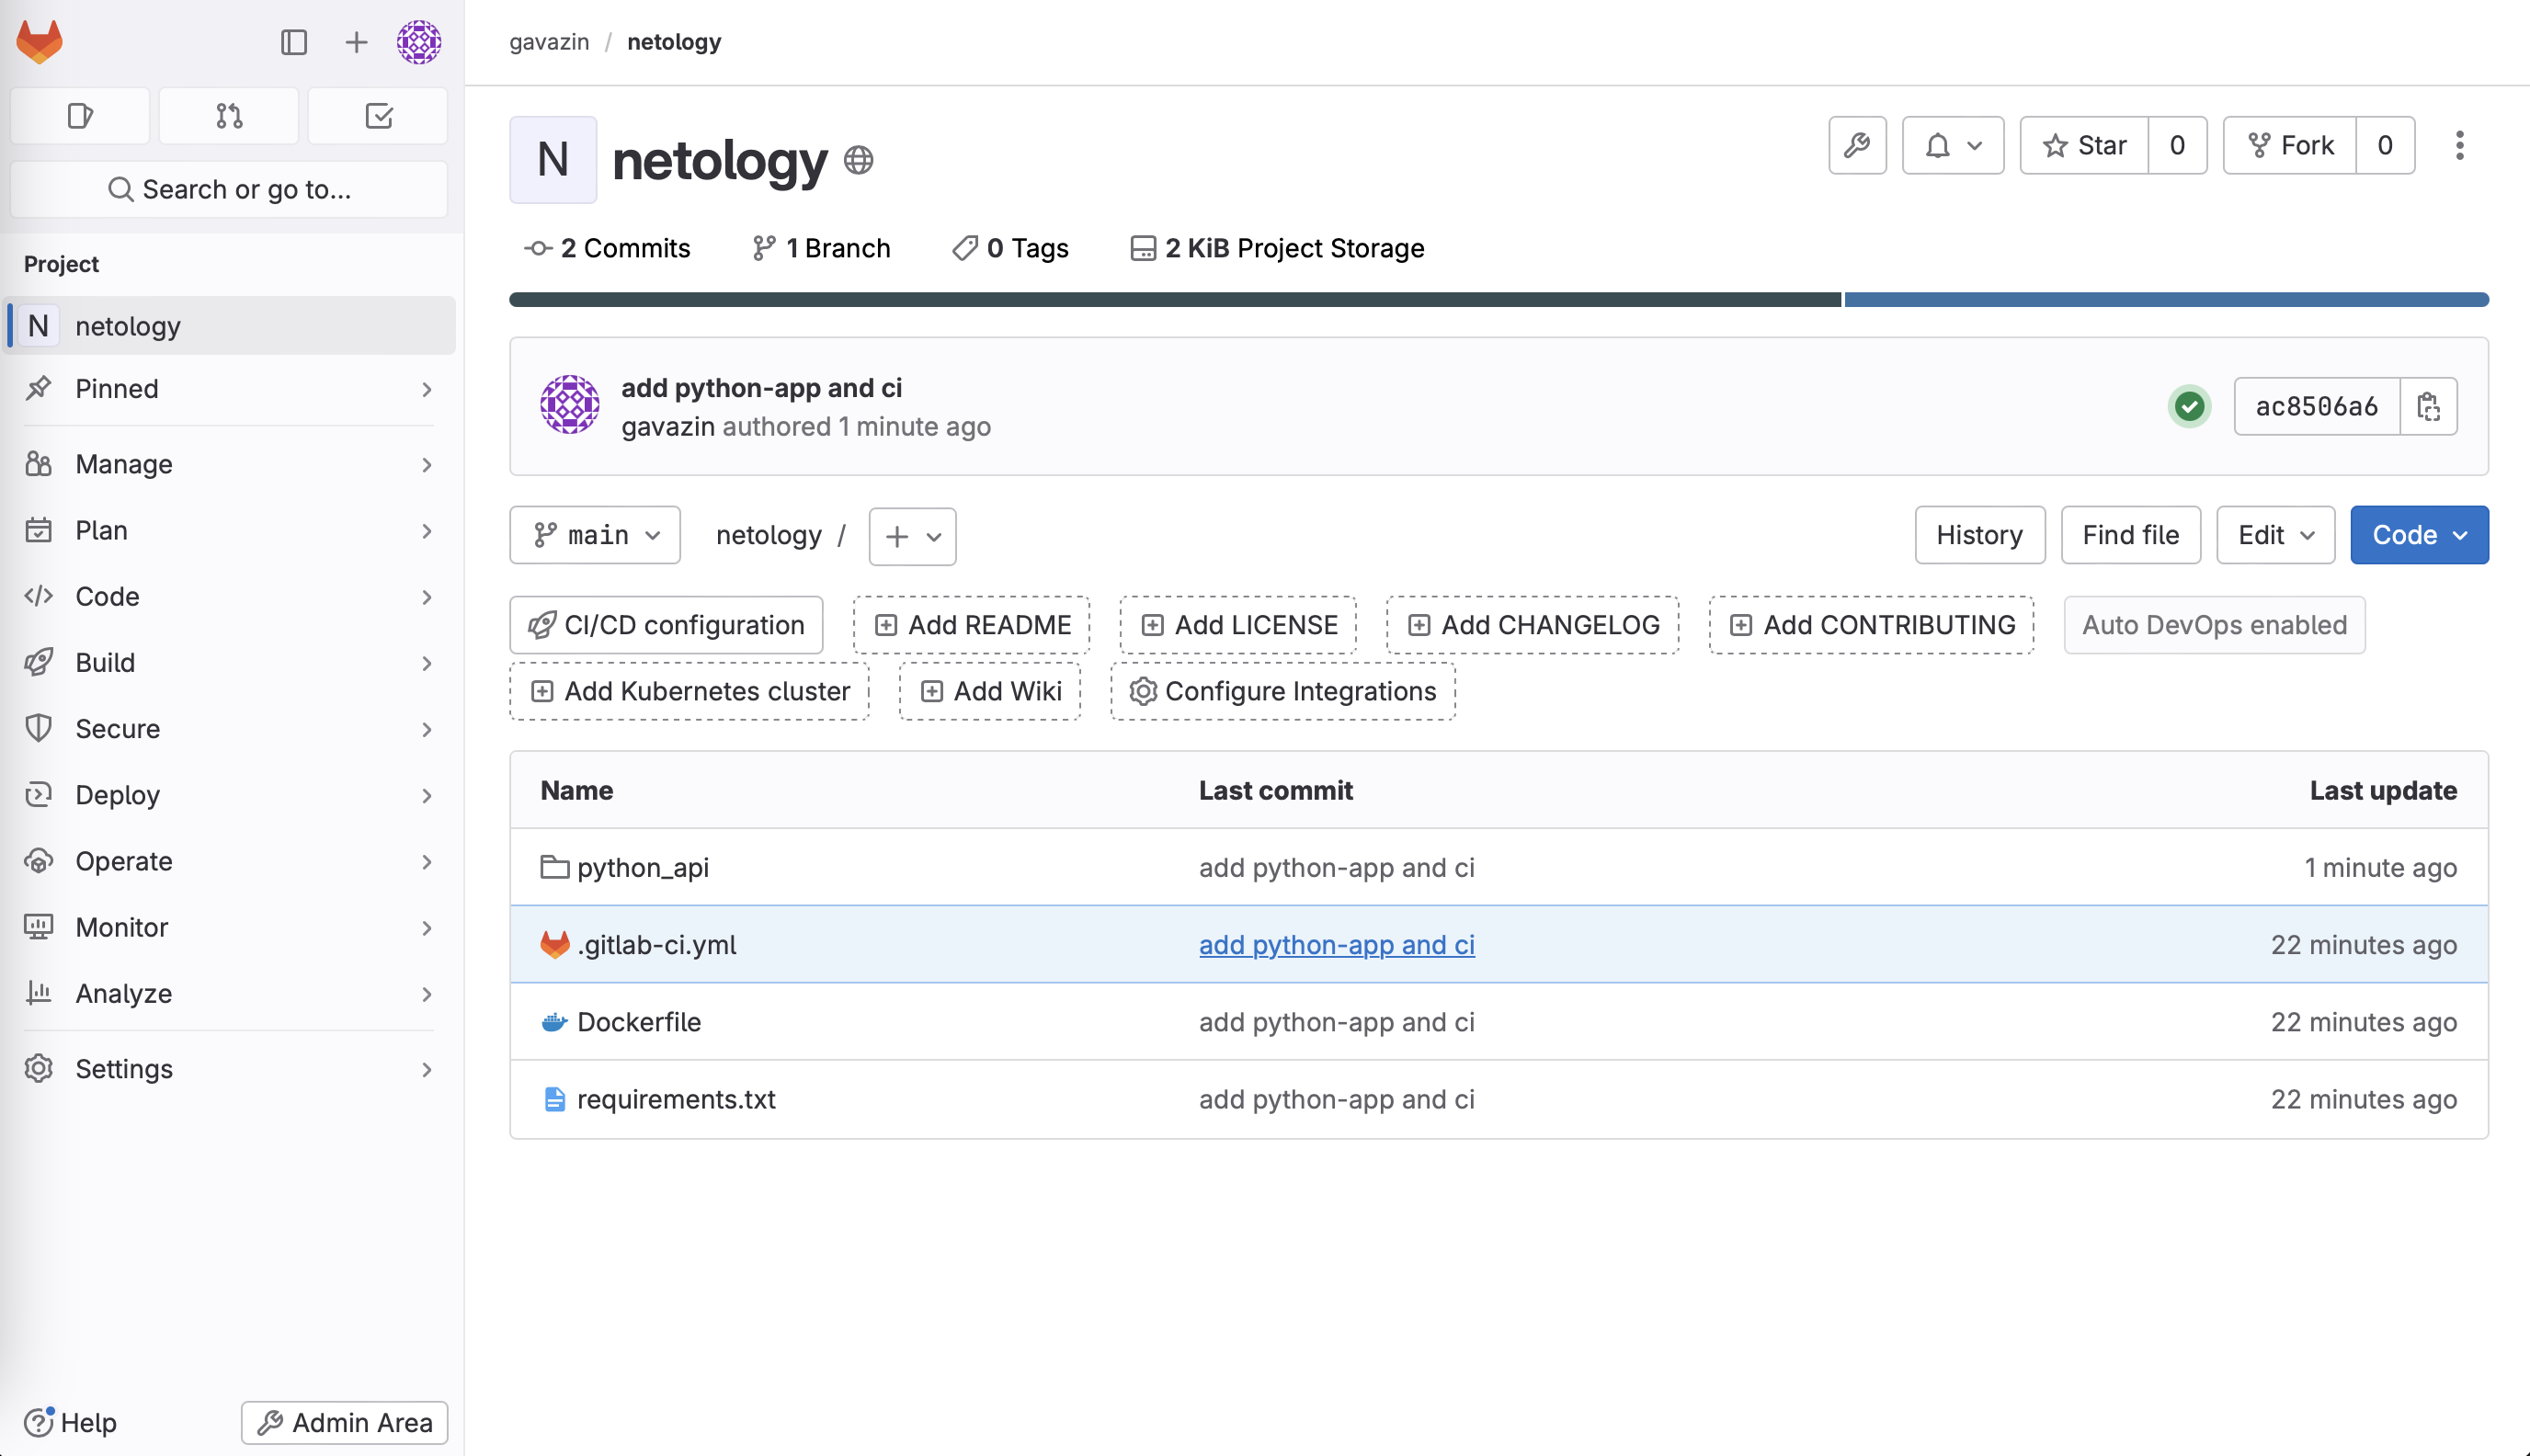 gavazin / netology
Search or go to...
Project
N netology
Pinned
Manage
Plan
Code
Build
Secure
Deploy
Operate
Monitor
Analyze
Settings
Help
Admin Area
N netology
Star 0
Fork 0
2 Commits 1 Branch 0 Tags 2 KiB Project Storage
add python-app and ci
gavazin authored 1 minute ago
ac8506a6
main netology /
History Find file Edit Code
CI/CD configuration Add README Add LICENSE Add CHANGELOG Add CONTRIBUTING Auto DevOps enabled
Add Kubernetes cluster Add Wiki Configure Integrations
Name Last commit Last update
python_api add python-app and ci 1 minute ago
.gitlab-ci.yml add python-app and ci 22 minutes ago
Dockerfile add python-app and ci 22 minutes ago
requirements.txt add python-app and ci 22 minutes ago